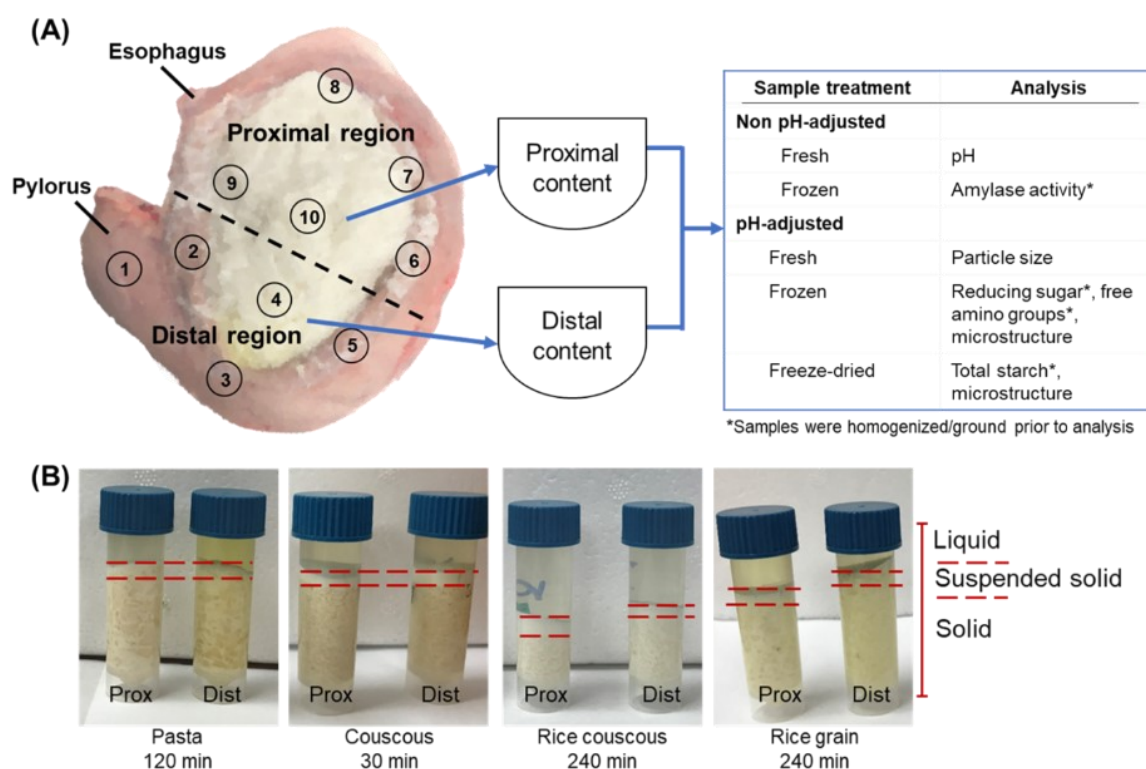 (A)
Esophagus
Pylorus
8
Proximal region
9
7
10
2
6
1
4
Distal region
5
3
Proximal
content
Distal
content
Sample treatment Analysis
Non pH-adjusted
Fresh pH
Frozen Amylase activity*
pH-adjusted
Fresh Particle size
Frozen Reducing sugar*, free
amino groups*,
microstructure
Freeze-dried Total starch*,
microstructure
*Samples were homogenized/ground prior to analysis
(B)
Liquid
Suspended solid
Solid
Prox Dist
Prox Dist
Prox Dist
Prox Dist
Pasta
120 min
Couscous
30 min
Rice couscous
240 min
Rice grain
240 min